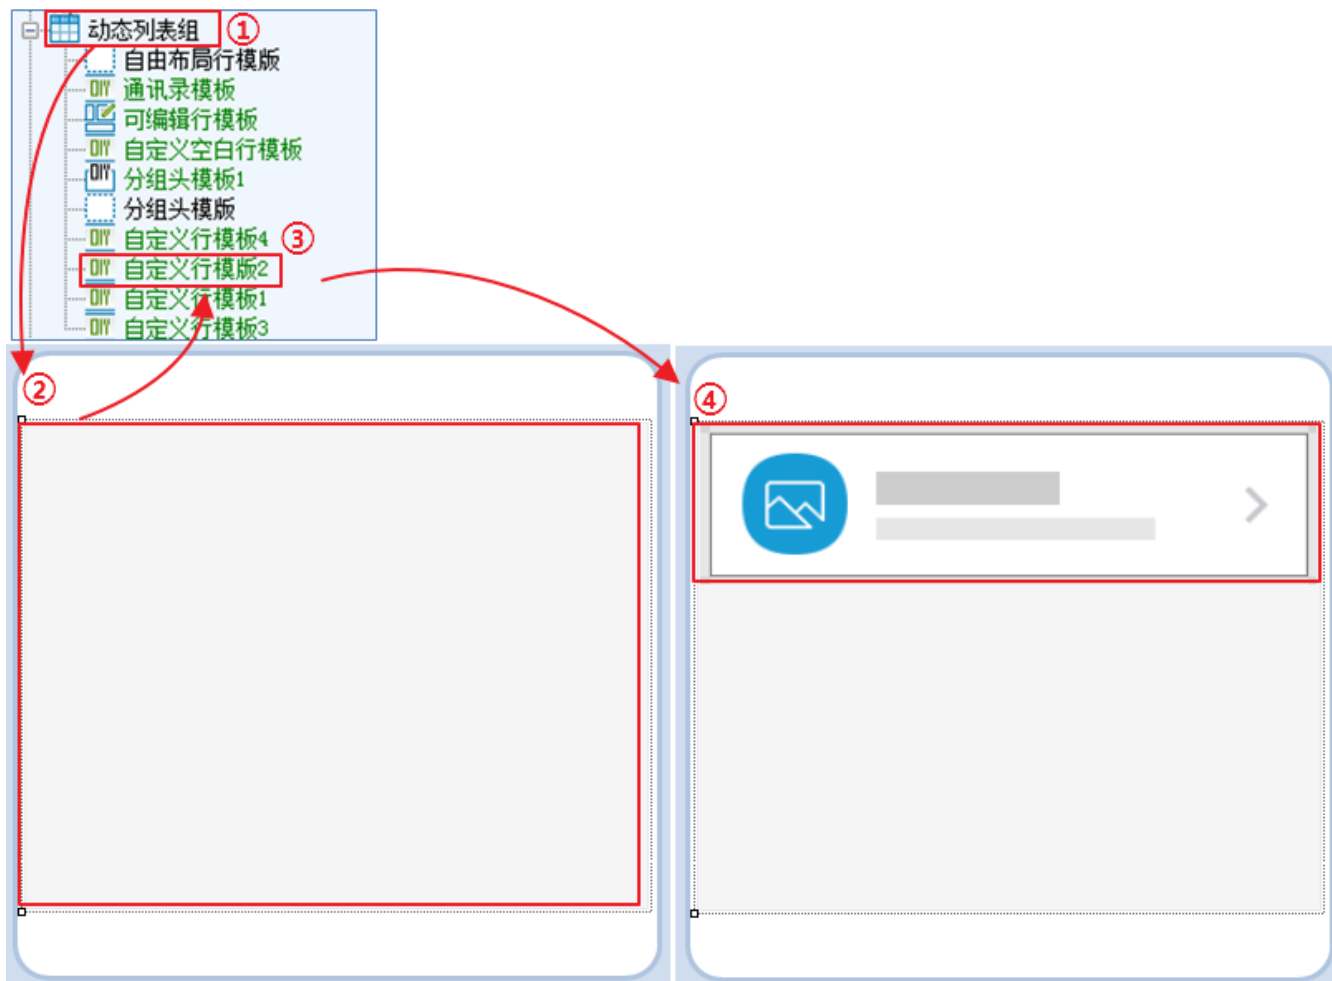 动态列表组 ①
自由布局行模版
DIY 通讯录模板
可编辑行模板
DIY 自定义空白行模板
DIY 分组头模板1
分组头模版
DIY 自定义行模板4 ③
DIY 自定义行模版2
DIY 自定义行模板1
DIY 自定义行模板3
②
④